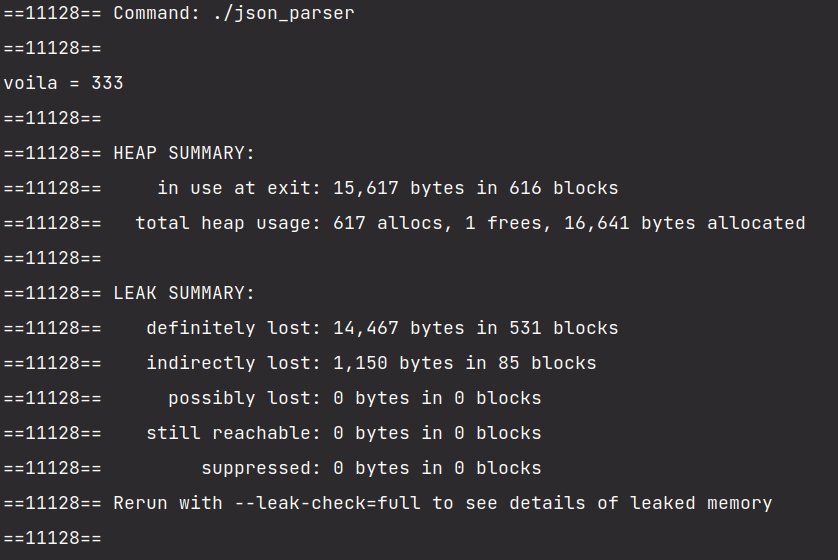 ==11128== Command: ./json_parser
==11128==
voila = 333
==11128==
==11128== HEAP SUMMARY:
==11128==     in use at exit: 15,617 bytes in 616 blocks
==11128==   total heap usage: 617 allocs, 1 frees, 16,641 bytes allocated
==11128==
==11128== LEAK SUMMARY:
==11128==    definitely lost: 14,467 bytes in 531 blocks
==11128==    indirectly lost: 1,150 bytes in 85 blocks
==11128==      possibly lost: 0 bytes in 0 blocks
==11128==    still reachable: 0 bytes in 0 blocks
==11128==         suppressed: 0 bytes in 0 blocks
==11128== Rerun with --leak-check=full to see details of leaked memory
==11128==